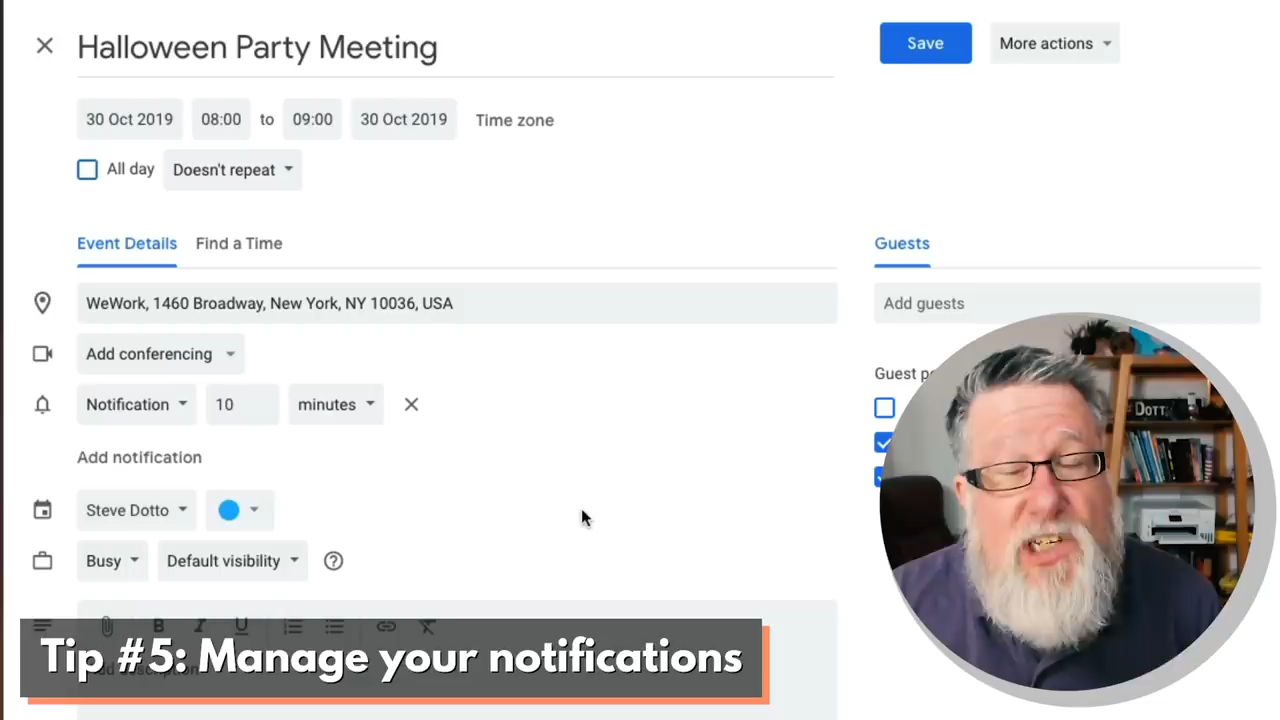 Halloween Party Meeting
Save
More actions
30 Oct 2019 08:00 to 09:00 30 Oct 2019 Time zone
All day Doesn't repeat
Event Details Find a Time
Guests
WeWork, 1460 Broadway, New York, NY 10036, USA
Add guests
Add conferencing
Guest
Notification 10 minutes
DOTT
Add notification
Steve Dotto
Busy Default visibility
B I U
Tip #5: Manage your notifications